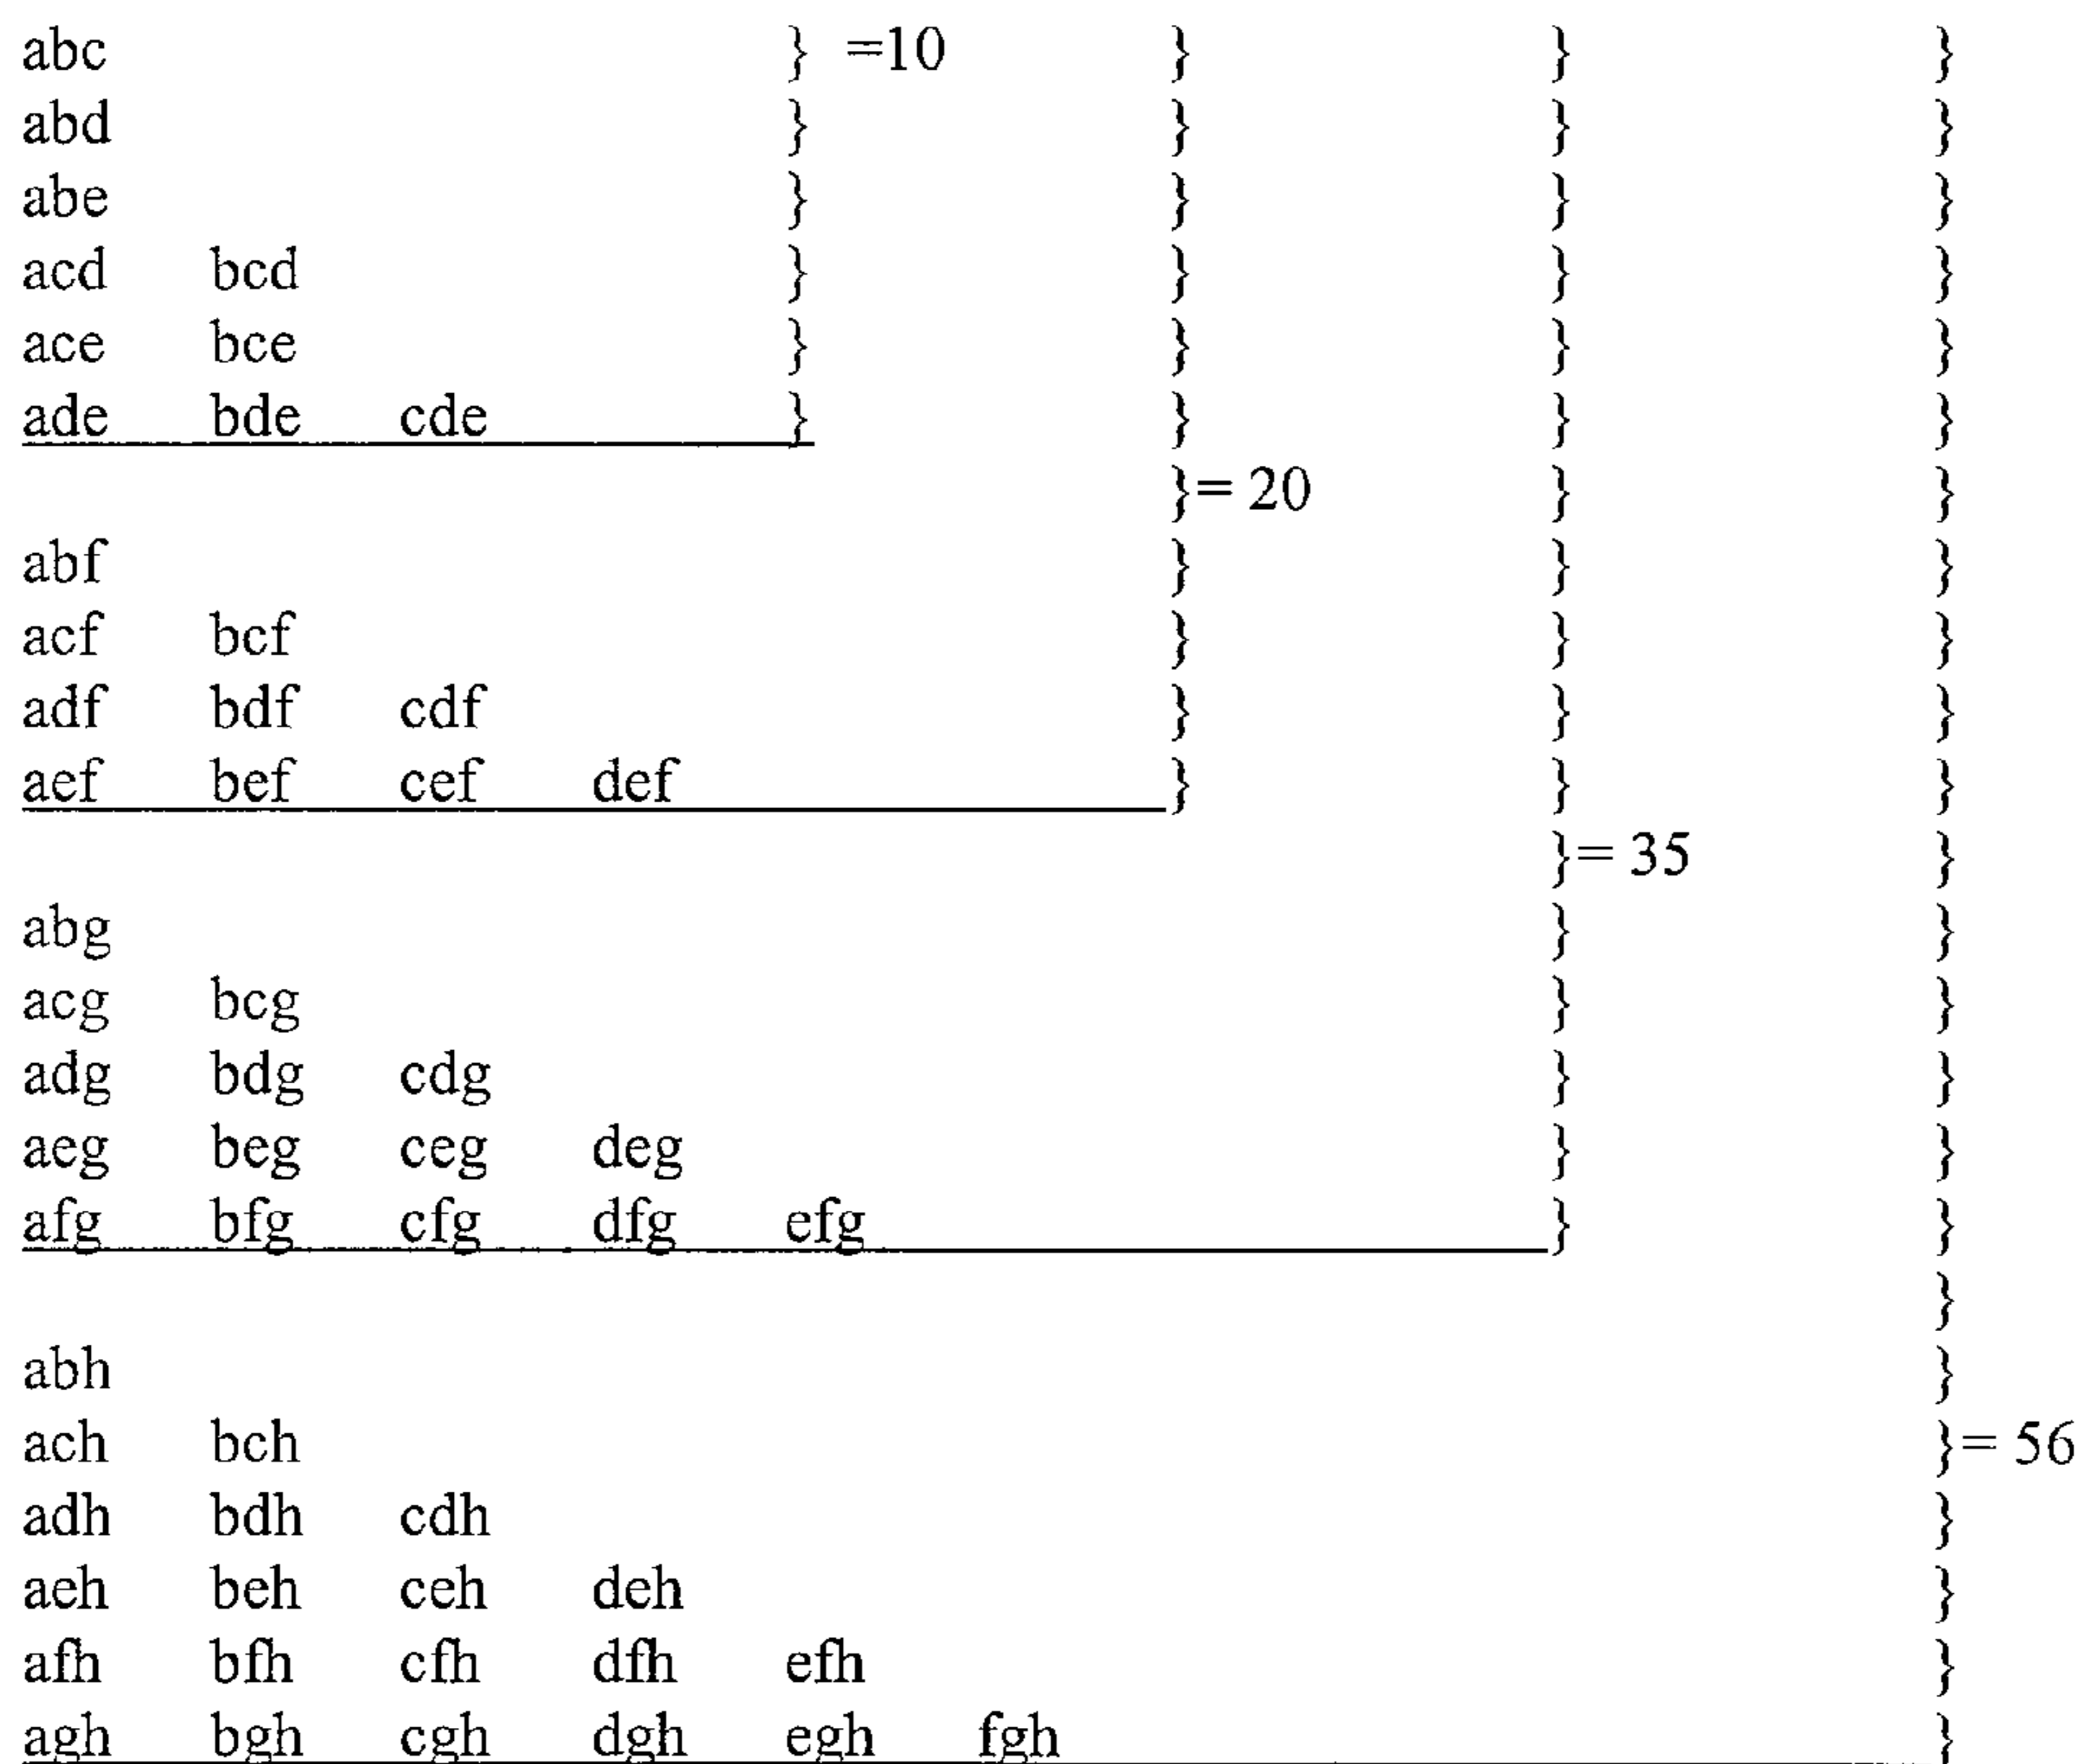 abc } =10 } } }
abd } } } }
abe } } } }
acd bcd } } } }
ace bce } } } }
ade bde cde } } } }
}= 20 } }
abf } } }
acf bcf } } }
adf bdf cdf } } }
aef bef cef def } } }
}= 35 }
abg } }
acg bcg } }
adg bdg cdg } }
aeg beg ceg deg } }
afg bfg cfg dfg efg } }
}
abh }
ach bch }= 56
adh bdh cdh }
aeh beh ceh deh }
afh bfh cfh dfh efh }
agh bgh cgh dgh egh fgh }